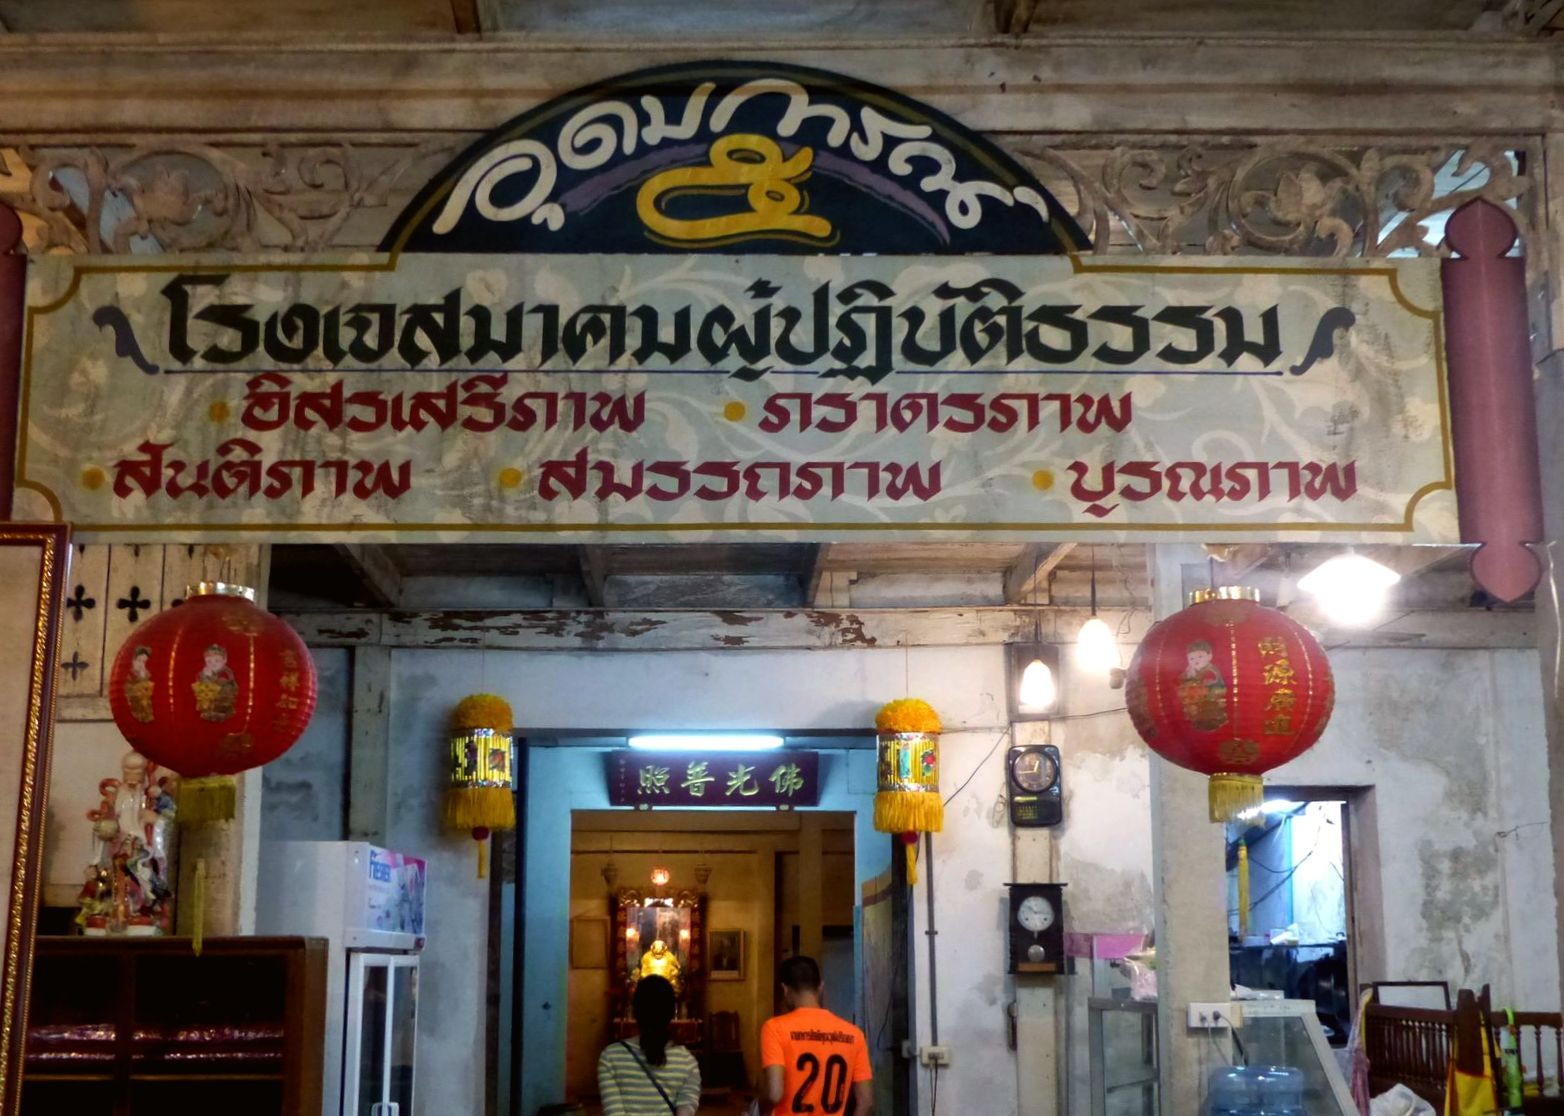 อุดมการณ์
๕
โรงเจสมาคมผู้ปฏิบัติธรรม
อิสรเสรีภาพ ภราดรภาพ
สันติภาพ สมรรถภาพ บูรณภาพ
佛光普照
20